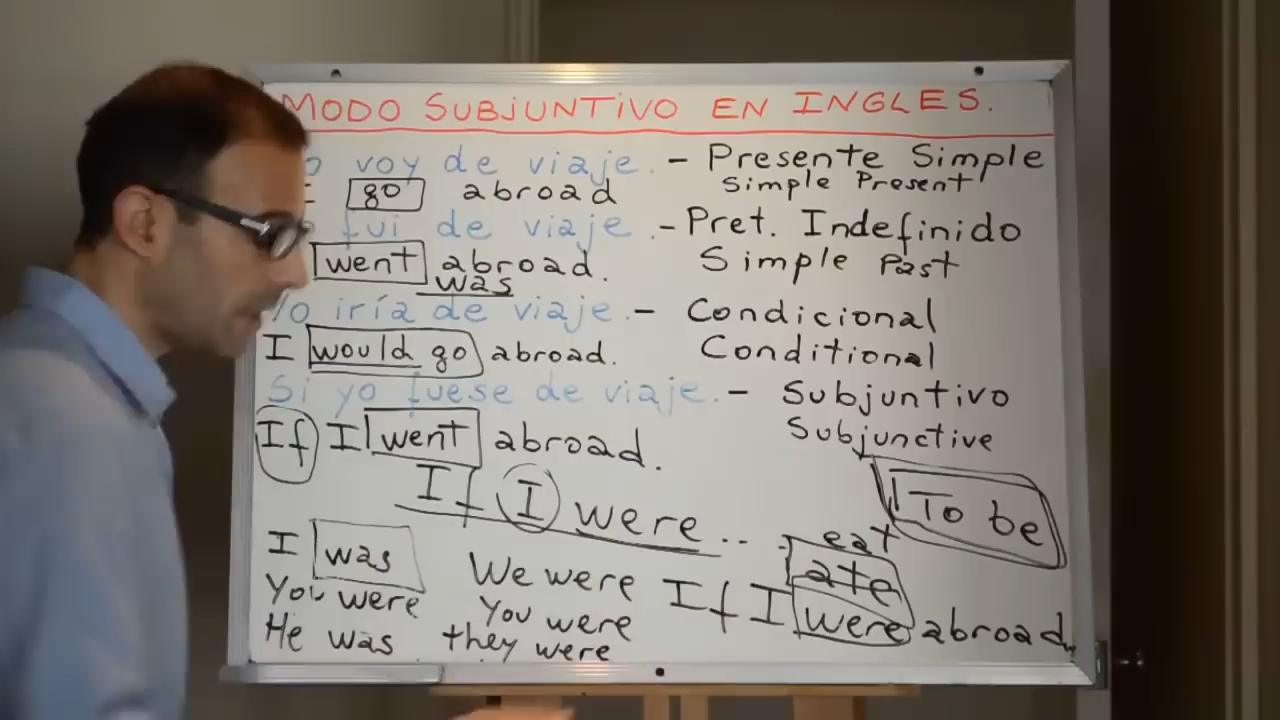 MODO SUBJUNTIVO EN INGLES.
voy de viaje. - Presente Simple
go abroad Simple Present
fui de viaje. - Pret. Indefinido
went abroad. Simple Past
was
Yo iría de viaje. - Condicional
I would go abroad. Conditional
Si yo fuese de viaje. - Subjuntivo
If I went abroad. Subjunctive
If I were...
To be
eat
ate
I was
You were
He was
We were
You were
they were
If I were abroad